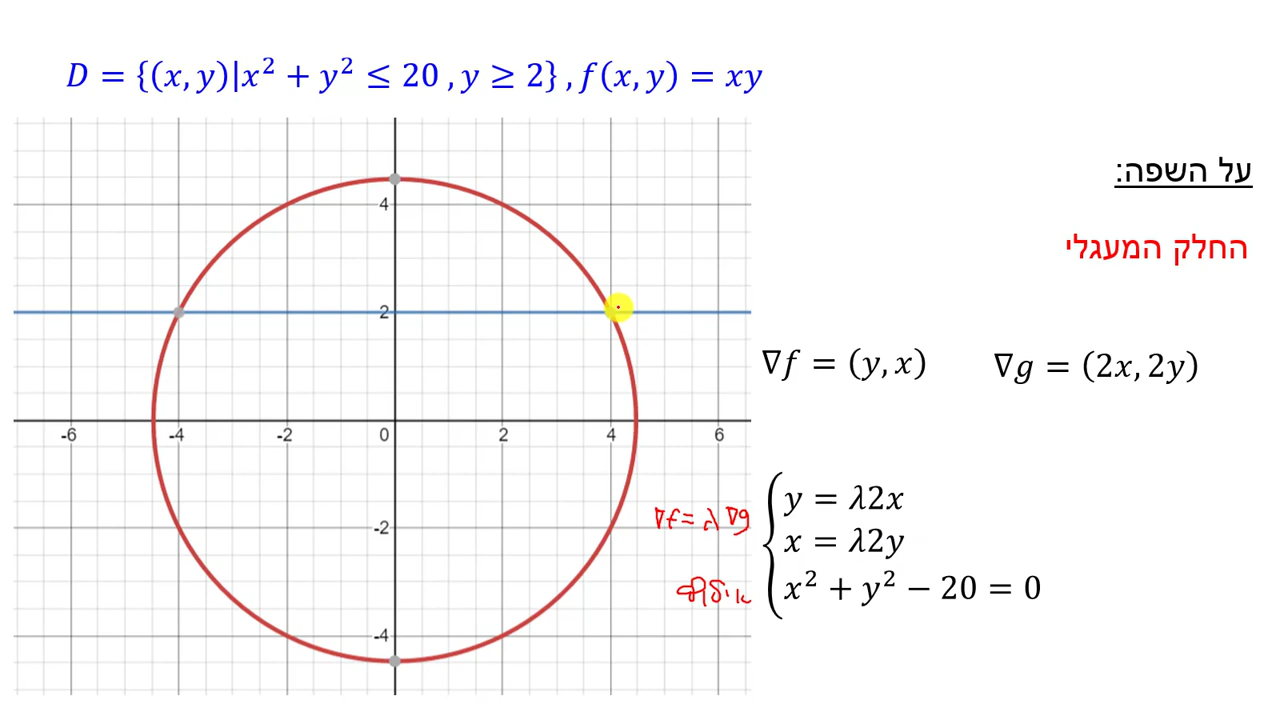 D = {(x, y)|x² + y² ≤ 20 , y ≥ 2} , f(x, y) = xy
על השפה:
החלק המעגלי
∇f = (y, x)
∇g = (2x, 2y)
4
2
-6 -4 -2 0 2 4 6
-2
-4
∇f = λ ∇g
y = λ2x
x = λ2y
אילוץ
x² + y² − 20 = 0